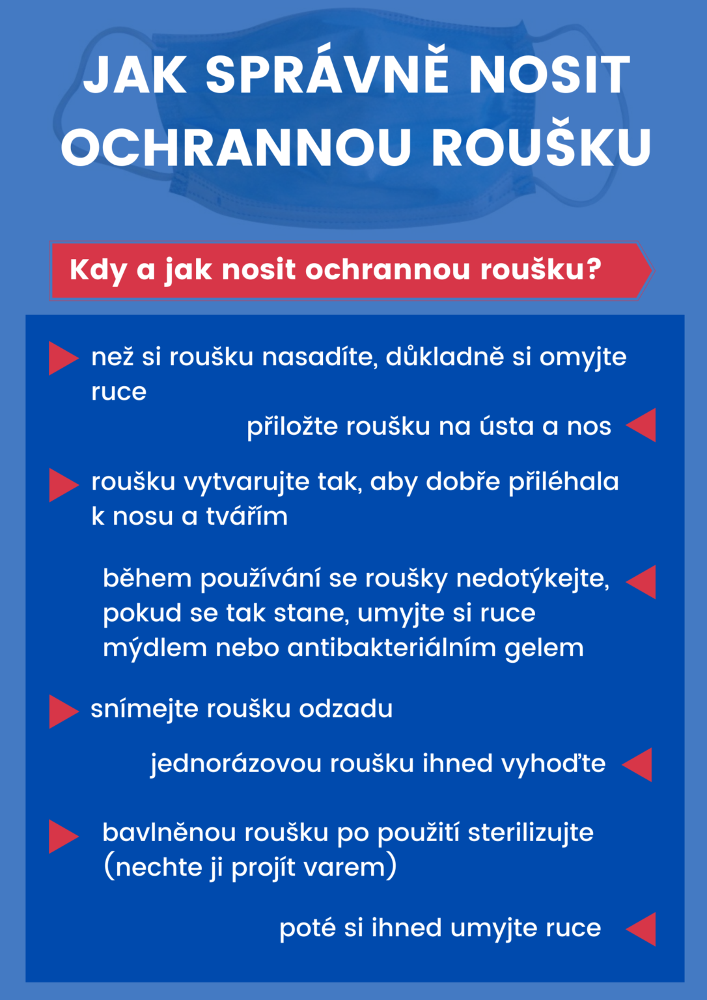 JAK SPRÁVNĚ NOSIT
OCHRANNOU ROUŠKU
Kdy a jak nosit ochrannou roušku?
než si roušku nasadíte, důkladně si omyjte
ruce
přiložte roušku na ústa a nos
roušku vytvarujte tak, aby dobře přiléhala
k nosu a tvářím
během používání se roušky nedotýkejte,
pokud se tak stane, umyjte si ruce
mýdlem nebo antibakteriálním gelem
snímejte roušku odzadu
jednorázovou roušku ihned vyhoďte
bavlněnou roušku po použití sterilizujte
(nechte ji projít varem)
poté si ihned umyjte ruce